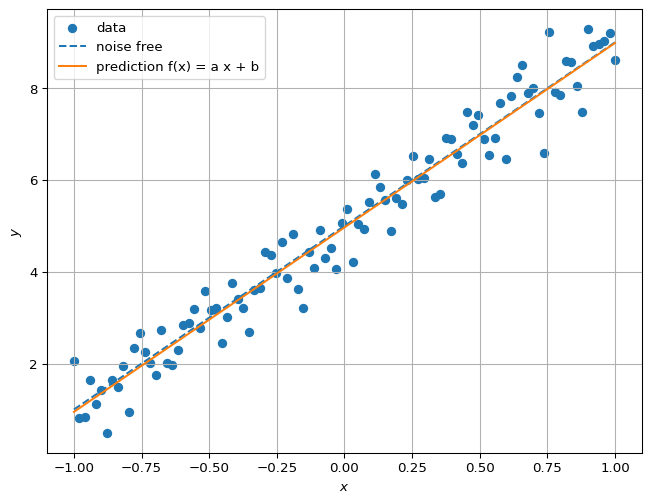 data
noise free
prediction f(x) = a x + b
8
6
4
2
y
−1.00 −0.75 −0.50 −0.25 0.00 0.25 0.50 0.75 1.00
x